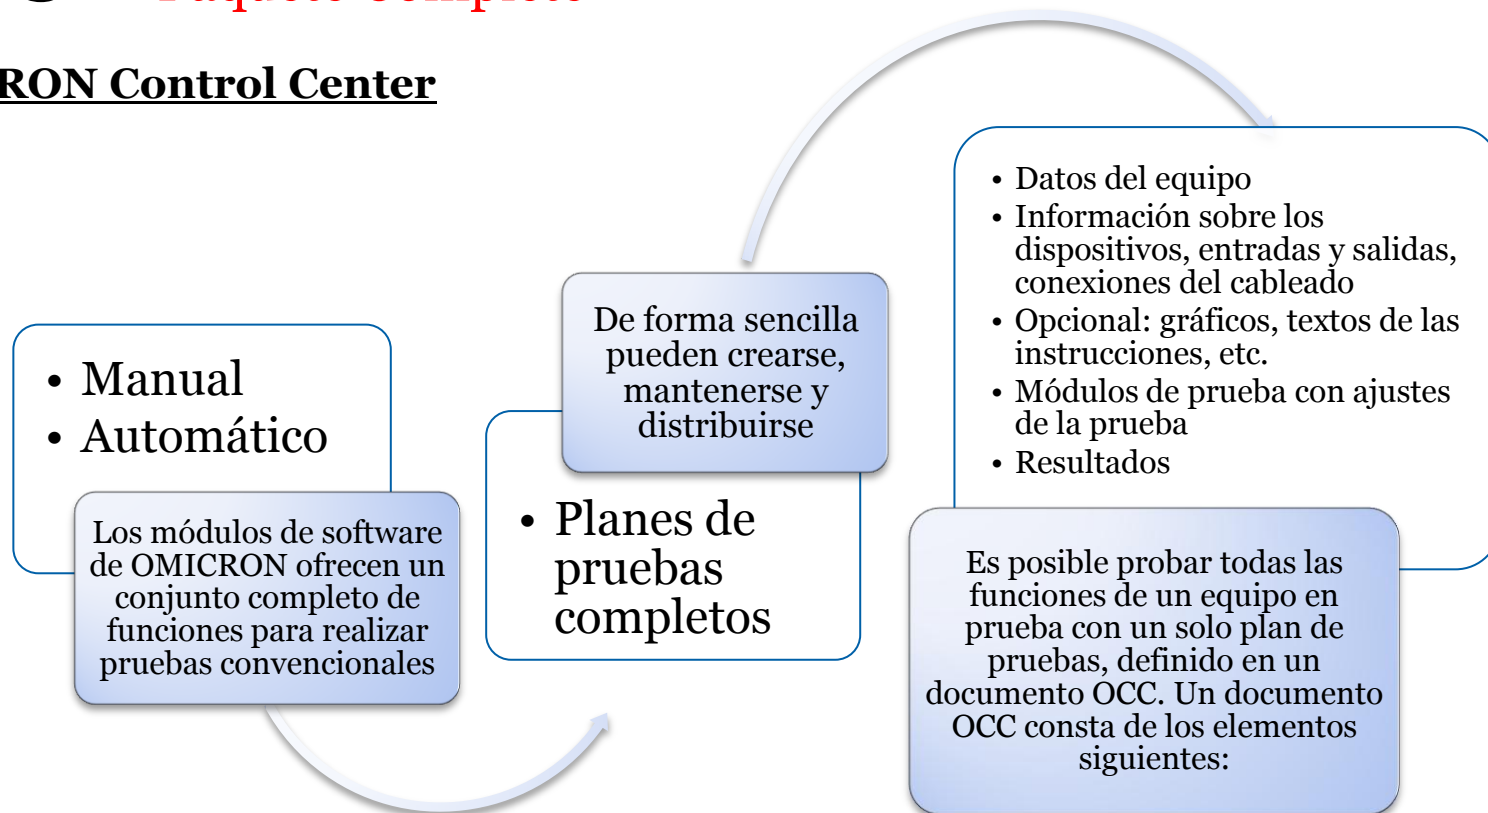 Paquete Completo
RON Control Center
• Manual
• Automático
Los módulos de software
de OMICRON ofrecen un
conjunto completo de
funciones para realizar
pruebas convencionales
De forma sencilla
pueden crearse,
mantenerse y
distribuirse
• Planes de
pruebas
completos
• Datos del equipo
• Información sobre los
dispositivos, entradas y salidas,
conexiones del cableado
• Opcional: gráficos, textos de las
instrucciones, etc.
• Módulos de prueba con ajustes
de la prueba
• Resultados
Es posible probar todas las
funciones de un equipo en
prueba con un solo plan de
pruebas, definido en un
documento OCC. Un documento
OCC consta de los elementos
siguientes: